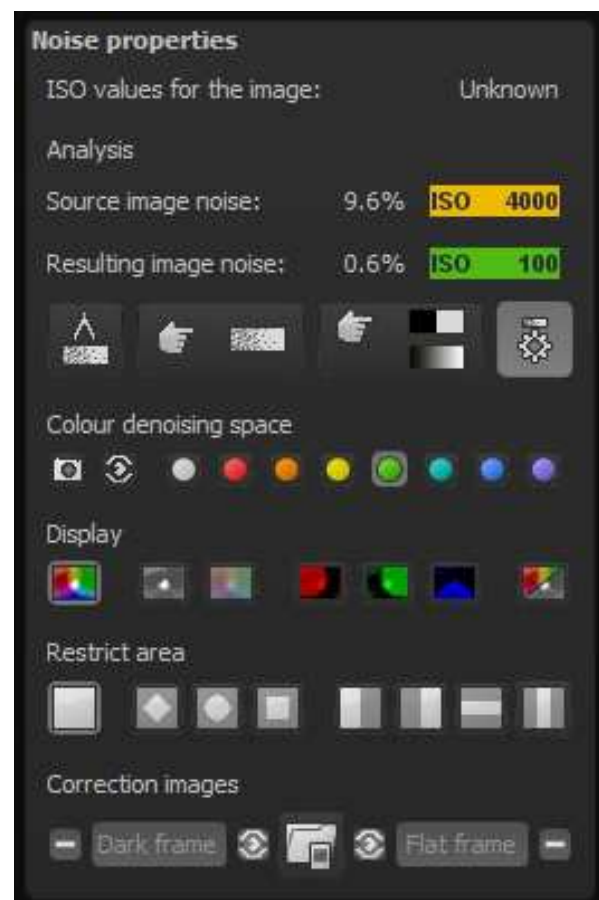 Noise properties
ISO values for the image: Unknown
Analysis
Source image noise: 9.6% ISO 4000
Resulting image noise: 0.6% ISO 100
Colour denoising space
Display
Restrict area
Correction images
Dark frame Flat frame